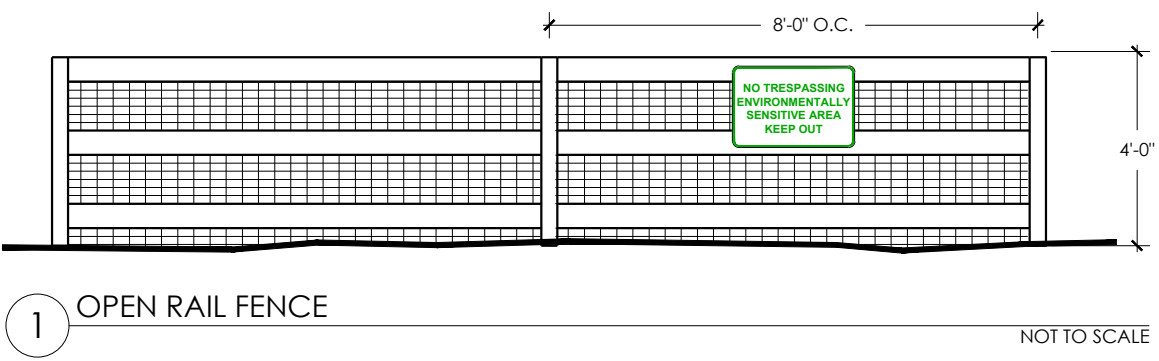 8'-0" O.C.
NO TRESPASSING
ENVIRONMENTALLY
SENSITIVE AREA
KEEP OUT
4'-0"
1 OPEN RAIL FENCE
NOT TO SCALE